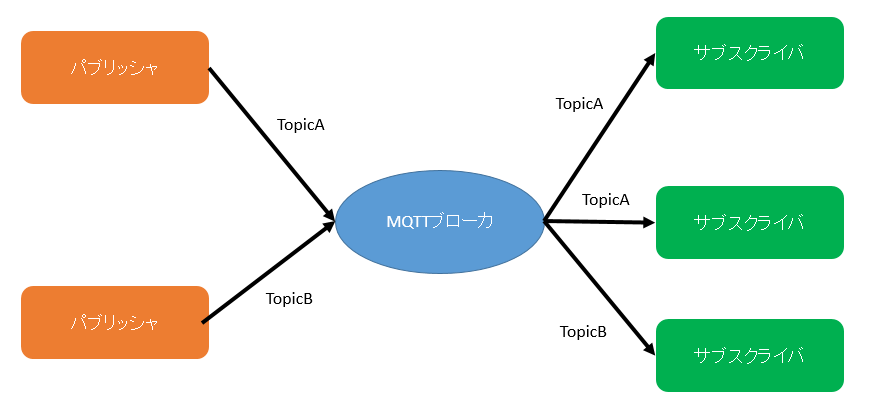 パブリッシャ
サブスクライバ
TopicA
TopicA
MQTTブローカ
TopicA
サブスクライバ
パブリッシャ
TopicB
TopicB
サブスクライバ